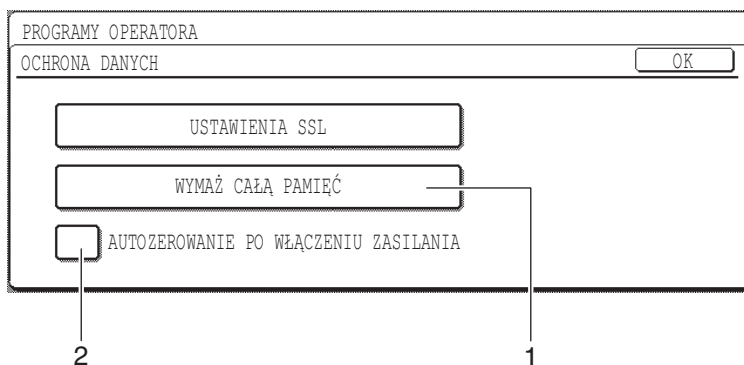 PROGRAMY OPERATORA
OCHRONA DANYCH OK
USTAWIENIA SSL
WYMAŻ CAŁĄ PAMIĘĆ
AUTOZEROWANIE PO WŁĄCZENIU ZASILANIA
2 1